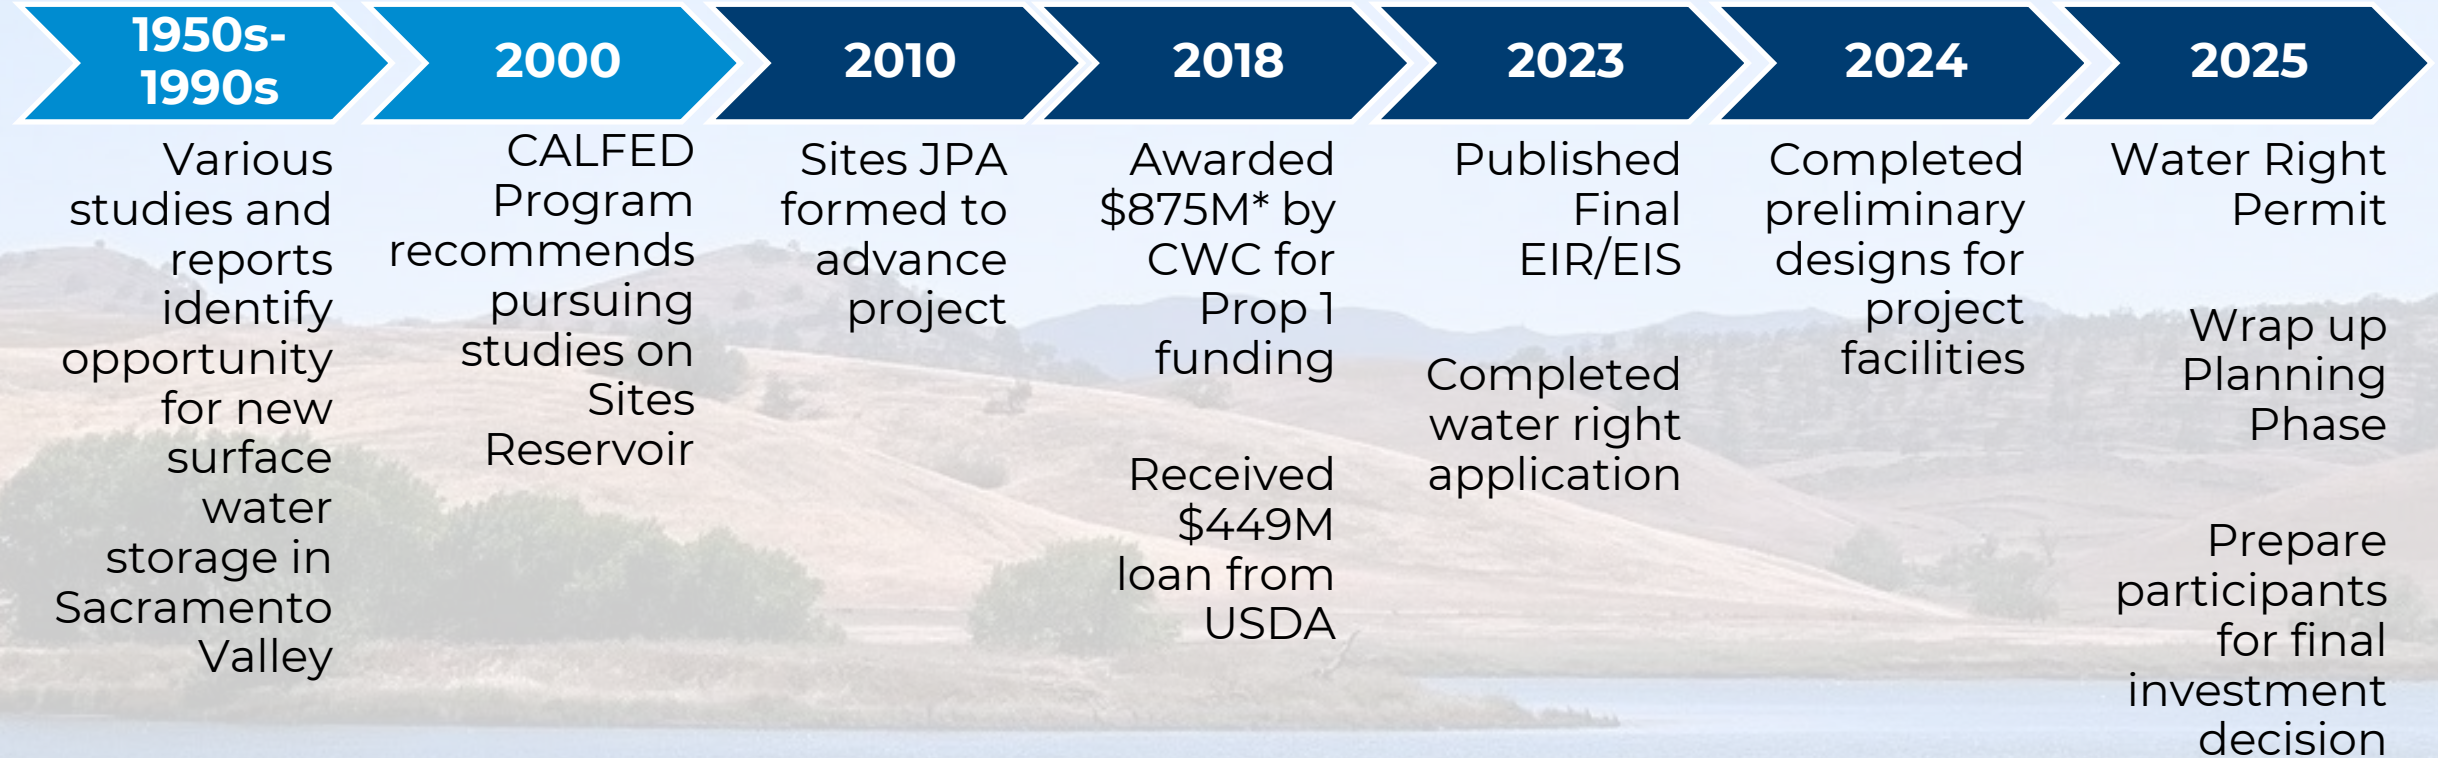 1950s-
1990s
Various
studies and
reports
identify
opportunity
for new
surface
water
storage in
Sacramento
Valley
2000
CALFED
Program
recommends
pursuing
studies on
Sites
Reservoir
2010
Sites JPA
formed to
advance
project
2018
Awarded
$875M* by
CWC for
Prop 1
funding
Received
$449M
loan from
USDA
2023
Published
Final
EIR/EIS
Completed
water right
application
2024
Completed
preliminary
designs for
project
facilities
2025
Water Right
Permit
Wrap up
Planning
Phase
Prepare
participants
for final
investment
decision